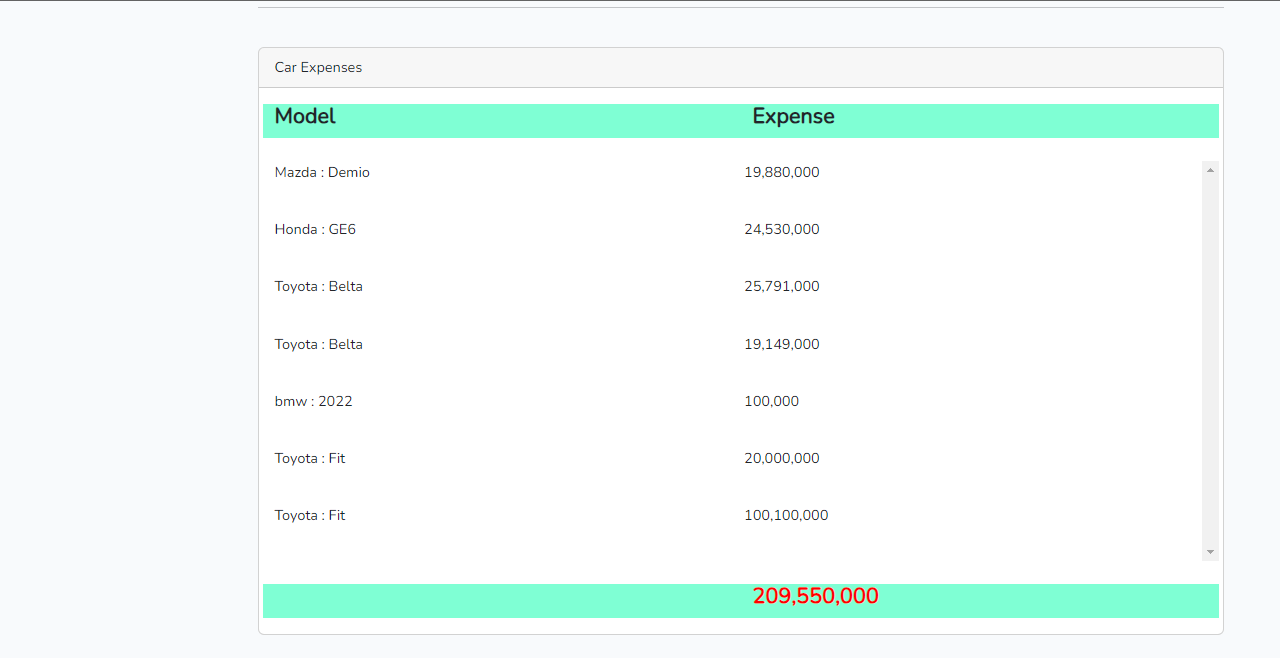 Car Expenses
Model Expense
Mazda : Demio 19,880,000
Honda : GE6 24,530,000
Toyota : Belta 25,791,000
Toyota : Belta 19,149,000
bmw : 2022 100,000
Toyota : Fit 20,000,000
Toyota : Fit 100,100,000
209,550,000